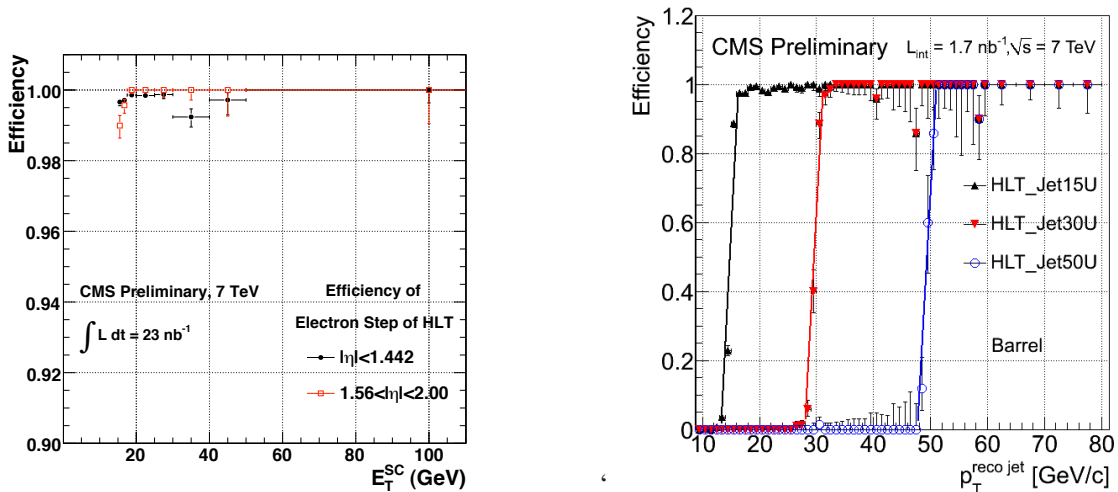 Efficiency
1.00
0.98
0.96
0.94
0.92
0.90
CMS Preliminary, 7 TeV
∫ L dt = 23 nb⁻¹
Efficiency of
Electron Step of HLT
|η|<1.442
1.56<|η|<2.00
0 20 40 60 80 100
E_T^SC (GeV)
Efficiency
1.2
1
0.8
0.6
0.4
0.2
0
CMS Preliminary L_int = 1.7 nb⁻¹,√s = 7 TeV
HLT_Jet15U
HLT_Jet30U
HLT_Jet50U
Barrel
10 20 30 40 50 60 70 80
p_T^reco jet [GeV/c]